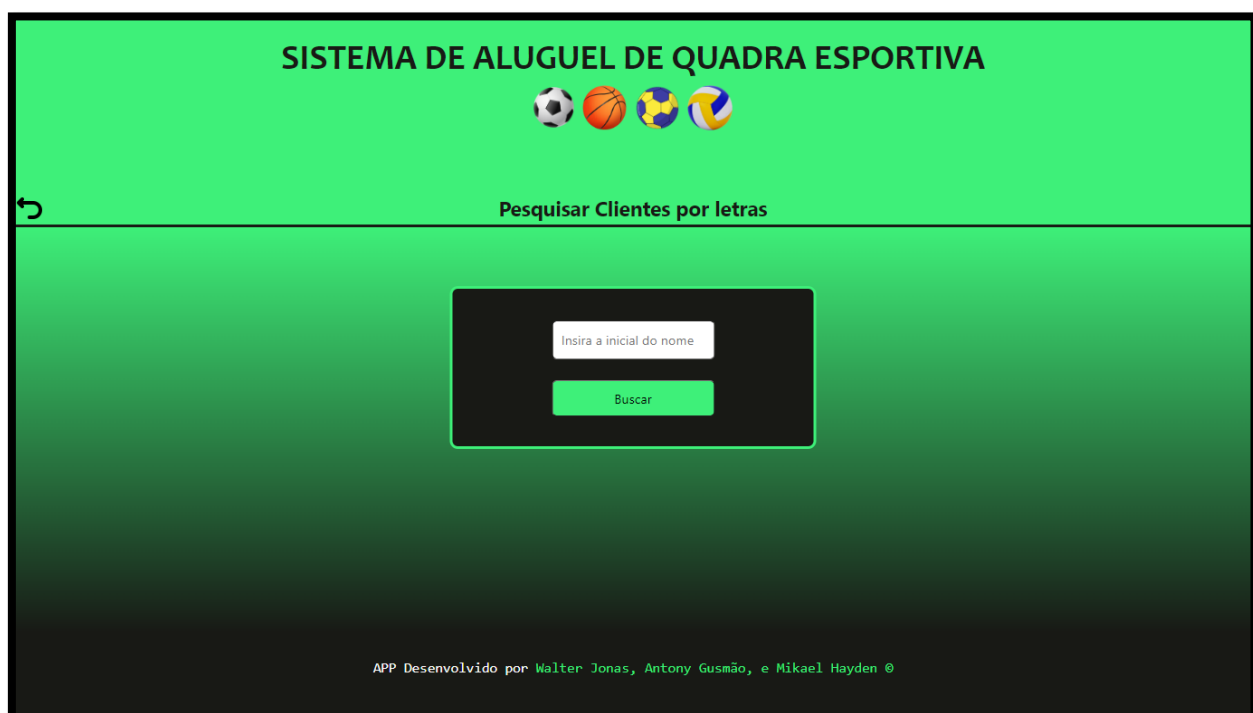 SISTEMA DE ALUGUEL DE QUADRA ESPORTIVA
Pesquisar Clientes por letras
Insira a inicial do nome
Buscar
APP Desenvolvido por Walter Jonas, Antony Gusmão, e Mikael Hayden ©